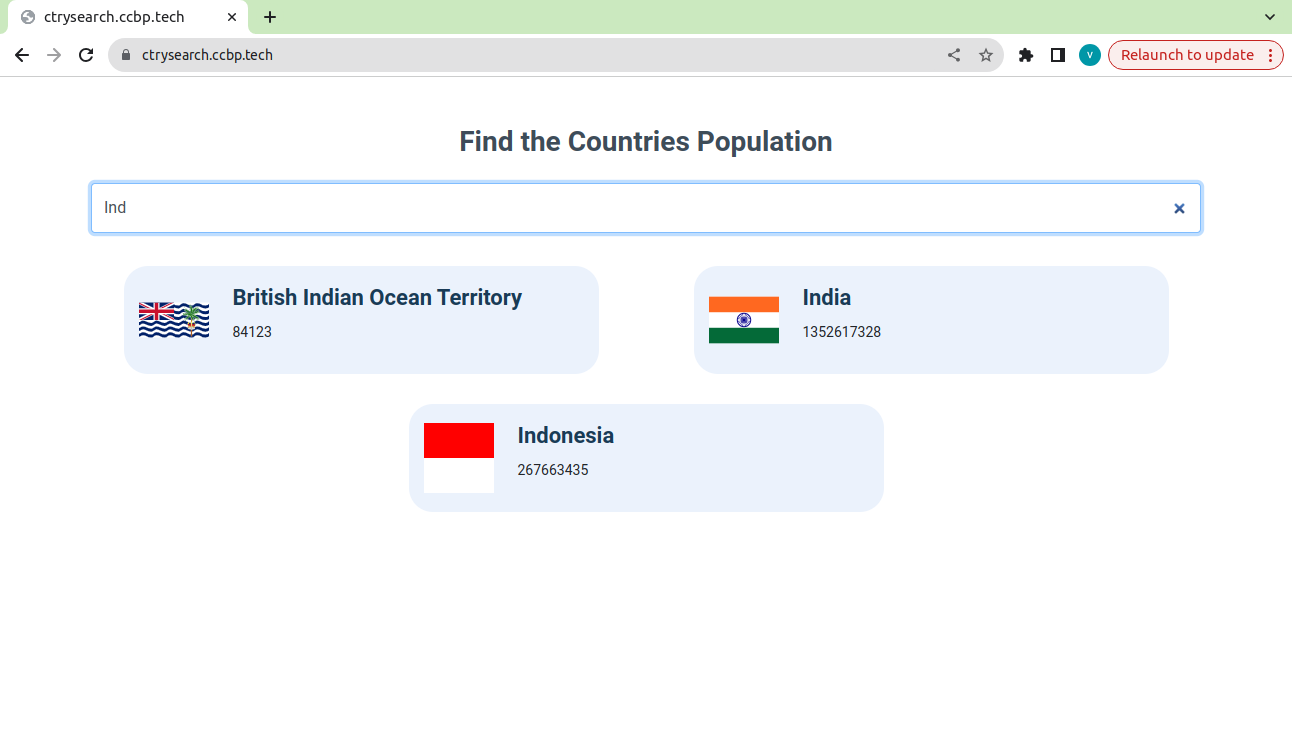 ctrysearch.ccbp.tech
ctrysearch.ccbp.tech
V
Relaunch to update
Find the Countries Population
Ind
British Indian Ocean Territory
84123
India
1352617328
Indonesia
267663435